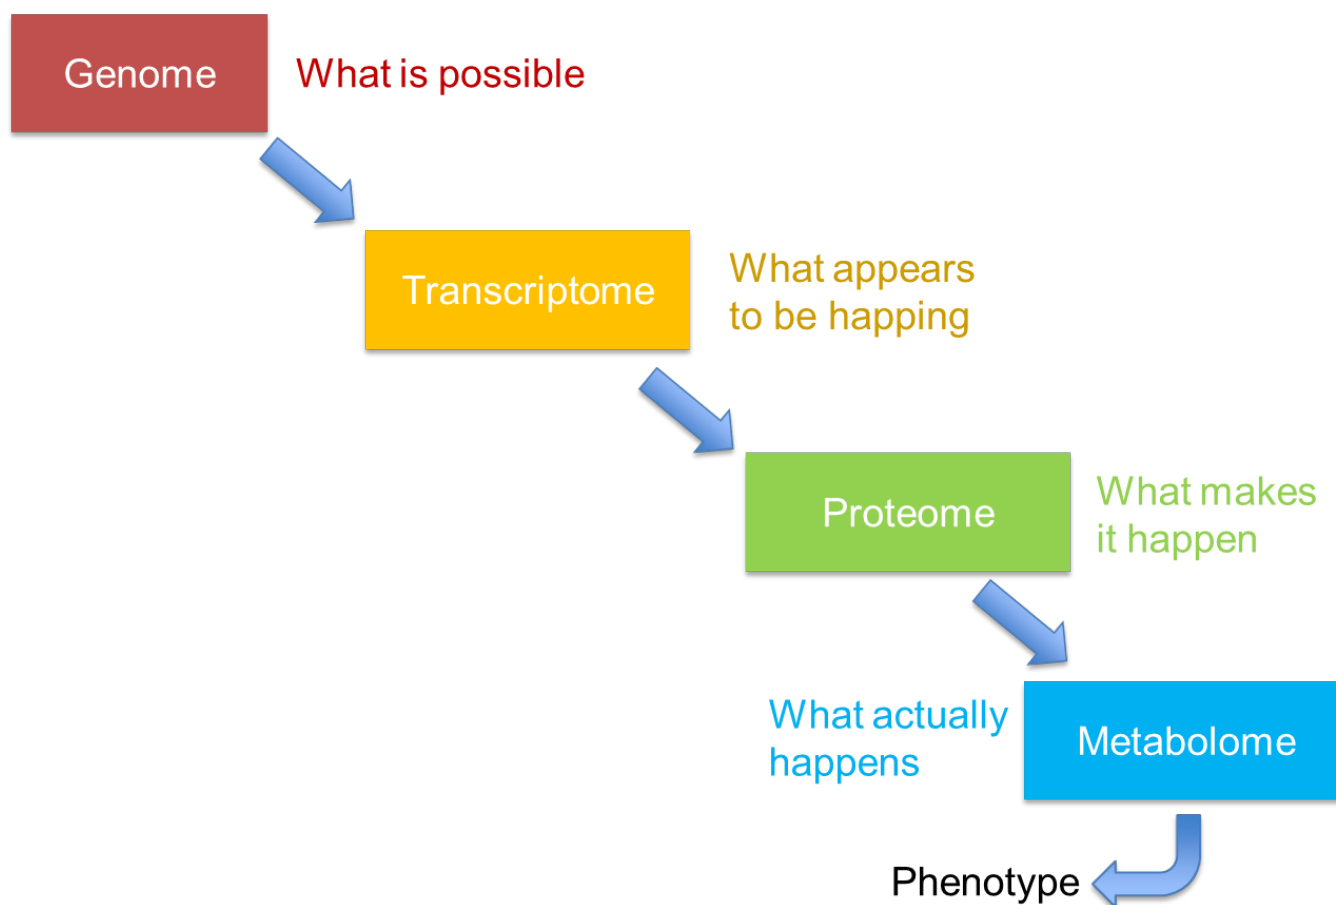 Genome
What is possible
Transcriptome
What appears
to be happing
Proteome
What makes
it happen
What actually
happens
Metabolome
Phenotype